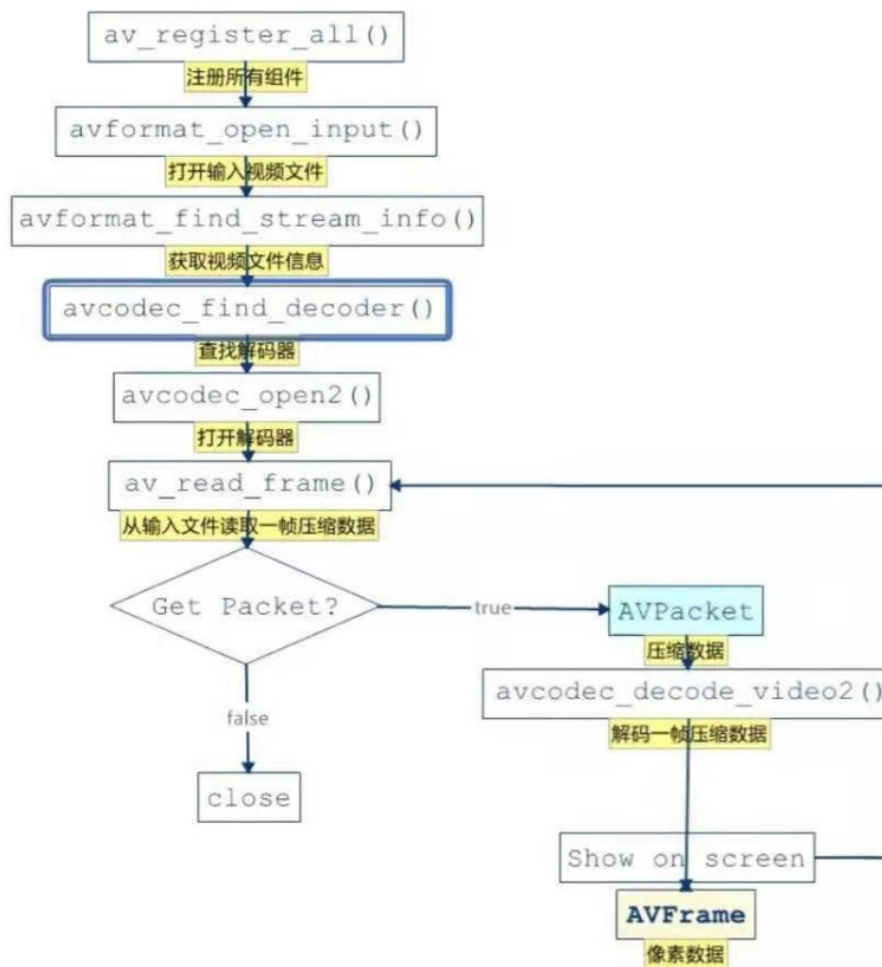 av_register_all()
注册所有组件
avformat_open_input()
打开输入视频文件
avformat_find_stream_info()
获取视频文件信息
avcodec_find_decoder()
查找解码器
avcodec_open2()
打开解码器
av_read_frame()
从输入文件读取一帧压缩数据
Get Packet?
true
AVPacket
压缩数据
avcodec_decode_video2()
解码一帧压缩数据
false
close
Show on screen
AVFrame
像素数据